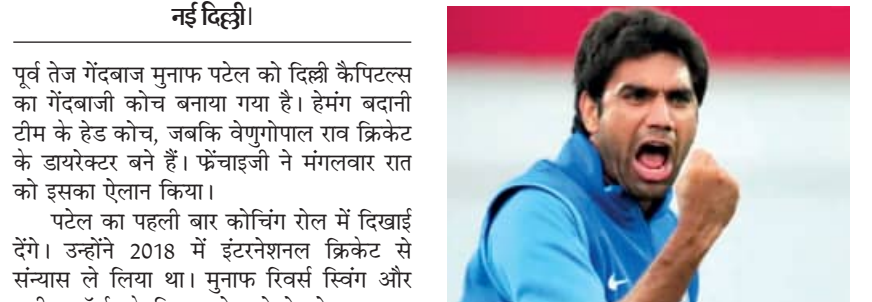 नई दिल्ली।
पूर्व तेज गेंदबाज मुनाफ पटेल को दिल्ली कैपिटल्स
का गेंदबाजी कोच बनाया गया है। हेमंग बदानी
टीम के हेड कोच, जबकि वेणुगोपाल राव क्रिकेट
के डायरेक्टर बने हैं। फ्रेंचाइजी ने मंगलवार रात
को इसका ऐलान किया।
पटेल का पहली बार कोचिंग रोल में दिखाई
देंगे। उन्होंने 2018 में इंटरनेशनल क्रिकेट से
संन्यास ले लिया था। मुनाफ रिवर्स स्विंग और